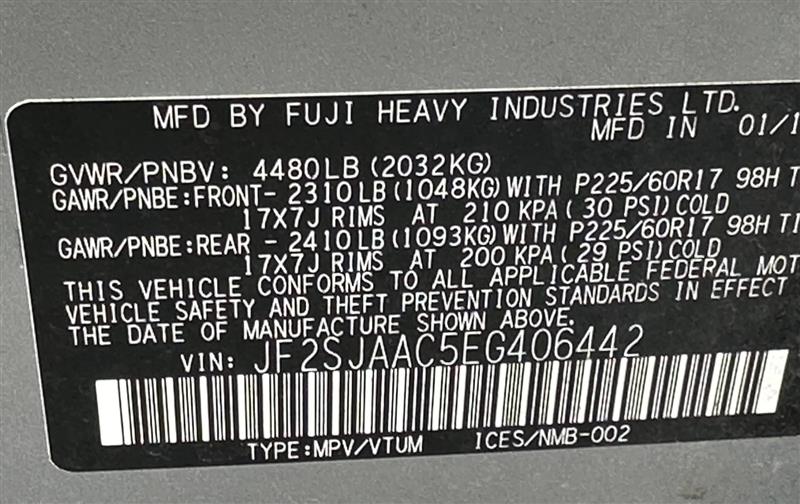 MFD BY FUJI HEAVY INDUSTRIES LTD.
MFD IN 01/1
GVWR/PNBV: 4480LB(2032KG)
GAWR/PNBE:FRONT- 2310LB(1048KG)WITH P225/60R17 98H T
17X7J RIMS AT 210 KPA(30 PSI)COLD
GAWR/PNBE:REAR - 2410LB(1093KG)WITH P225/60R17 98H TI
17X7J RIMS AT 200 KPA(29 PSI)COLD
THIS VEHICLE CONFORMS TO ALL APPLICABLE FEDERAL MOT
VEHICLE SAFETY AND THEFT PREVENTION STANDARDS IN EFFECT
THE DATE OF MANUFACTURE SHOWN ABOVE.
VIN: JF2SJAAC5EG406442
TYPE:MPV/VTUM ICES/NMB-002